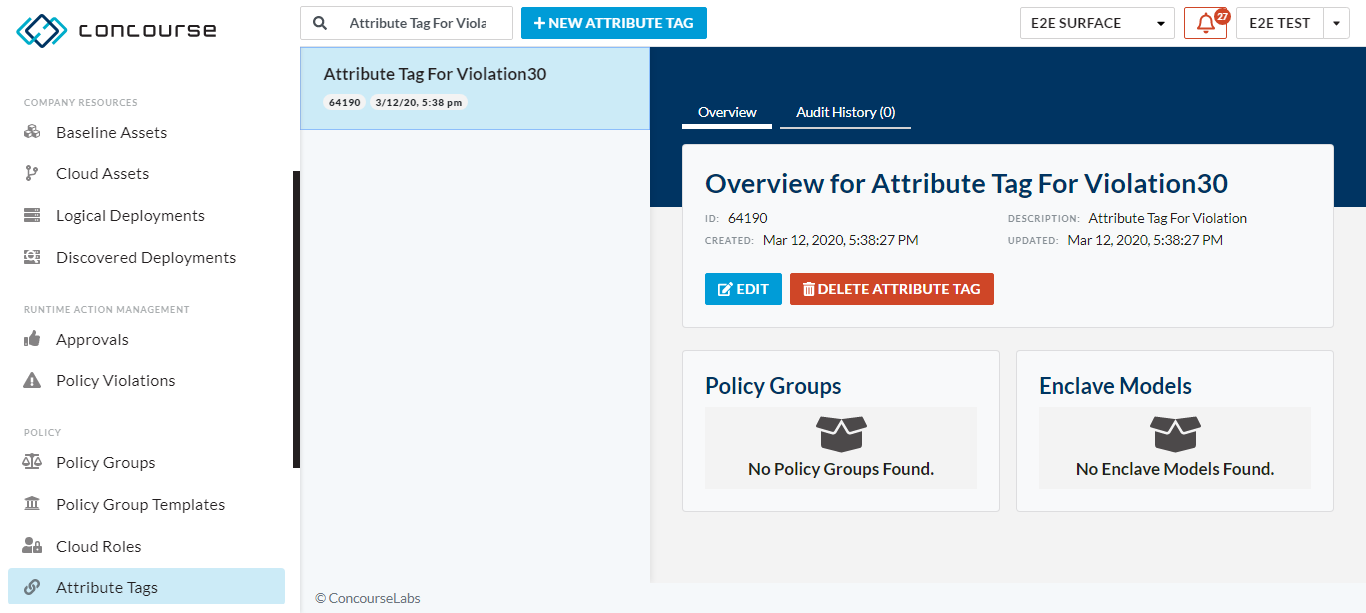 concourse
Attribute Tag For Viola
NEW ATTRIBUTE TAG
E2E SURFACE
27
E2E TEST
COMPANY RESOURCES
Baseline Assets
Cloud Assets
Logical Deployments
Discovered Deployments
RUNTIME ACTION MANAGEMENT
Approvals
Policy Violations
POLICY
Policy Groups
Policy Group Templates
Cloud Roles
Attribute Tags
Attribute Tag For Violation30
64190 3/12/20, 5:38 pm
Overview Audit History (0)
Overview for Attribute Tag For Violation30
ID: 64190 DESCRIPTION: Attribute Tag For Violation
CREATED: Mar 12, 2020, 5:38:27 PM UPDATED: Mar 12, 2020, 5:38:27 PM
EDIT DELETE ATTRIBUTE TAG
Policy Groups
No Policy Groups Found.
Enclave Models
No Enclave Models Found.
© ConcourseLabs